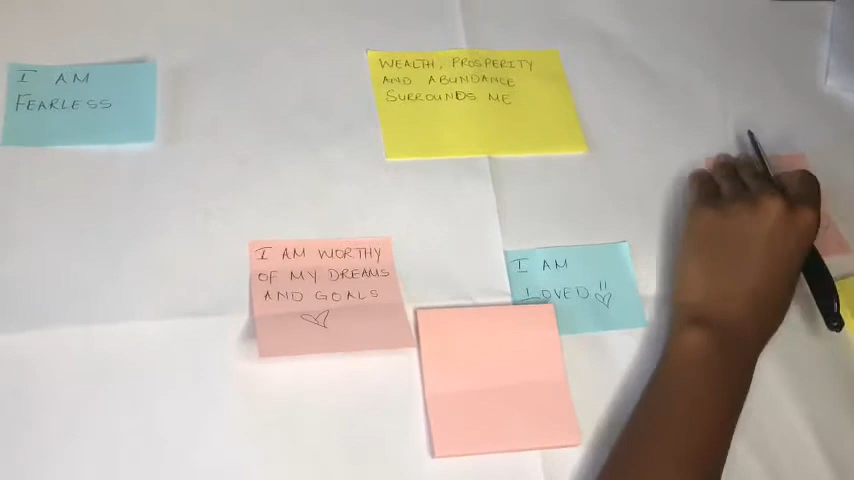 I AM
FEARLESS
WEALTH, PROSPERITY
AND ABUNDANCE
SURROUNDS ME
I AM WORTHY
OF MY DREAMS
AND GOALS
I AM
LOVED!!